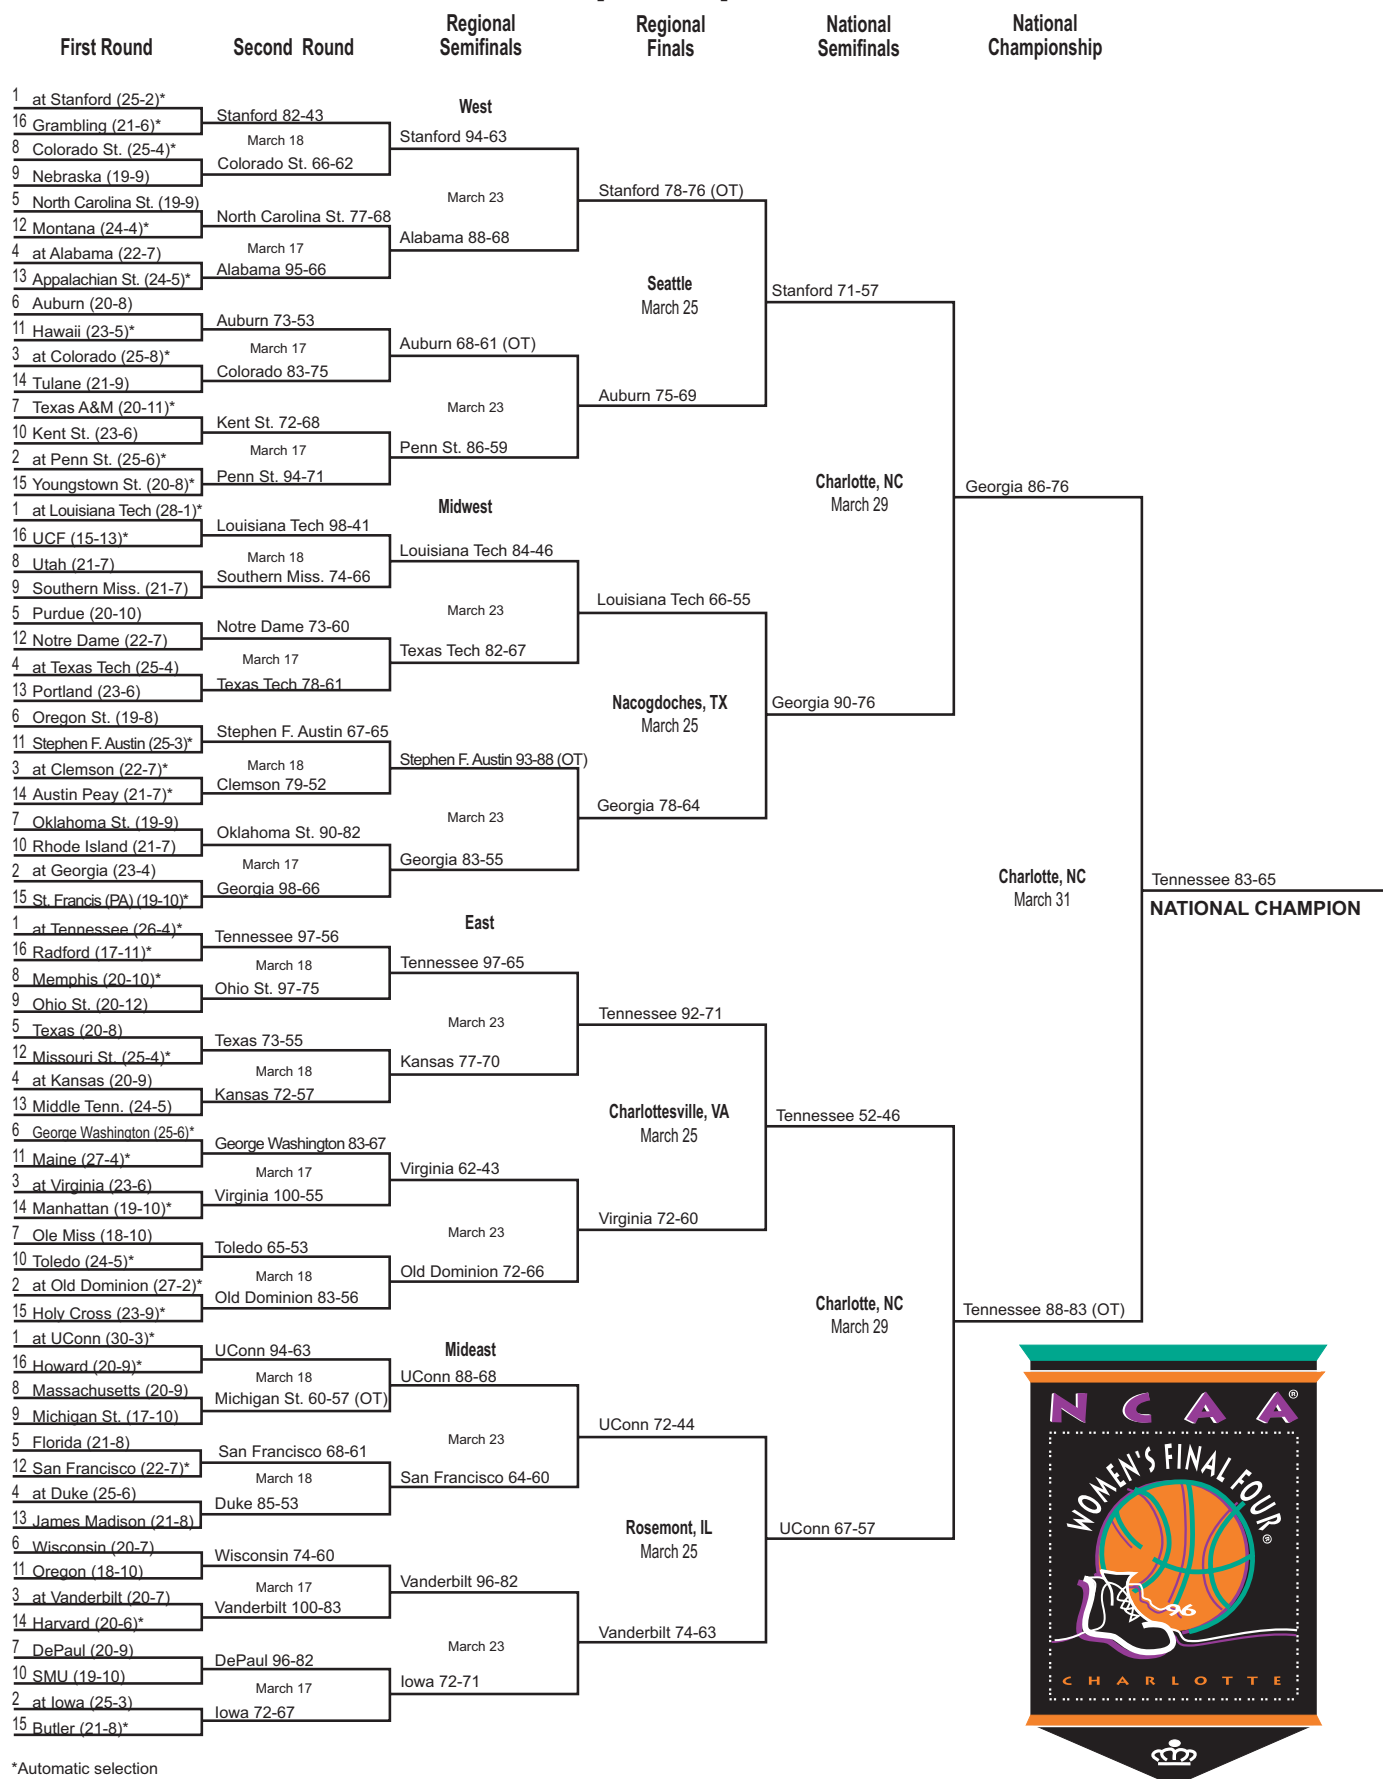 First Round
Second Round
Regional
Semifinals
Regional
Finals
National
Semifinals
National
Championship
1 at Stanford (25-2)*
16 Grambling (21-6)*
8 Colorado St. (25-4)*
9 Nebraska (19-9)
5 North Carolina St. (19-9)
12 Montana (24-4)*
4 at Alabama (22-7)
13 Appalachian St. (24-5)*
6 Auburn (20-8)
11 Hawaii (23-5)*
3 at Colorado (25-8)*
14 Tulane (21-9)
7 Texas A&M (20-11)*
10 Kent St. (23-6)
2 at Penn St. (25-6)*
15 Youngstown St. (20-8)*
1 at Louisiana Tech (28-1)*
16 UCF (15-13)*
8 Utah (21-7)
9 Southern Miss. (21-7)
5 Purdue (20-10)
12 Notre Dame (22-7)
4 at Texas Tech (25-4)
13 Portland (23-6)
6 Oregon St. (19-8)
11 Stephen F. Austin (25-3)*
3 at Clemson (22-7)*
14 Austin Peay (21-7)*
7 Oklahoma St. (19-9)
10 Rhode Island (21-7)
2 at Georgia (23-4)
15 St. Francis (PA) (19-10)*
1 at Tennessee (26-4)*
16 Radford (17-11)*
8 Memphis (20-10)*
9 Ohio St. (20-12)
5 Texas (20-8)
12 Missouri St. (25-4)*
4 at Kansas (20-9)
13 Middle Tenn. (24-5)
6 George Washington (25-6)*
11 Maine (27-4)*
3 at Virginia (23-6)
14 Manhattan (19-10)*
7 Ole Miss (18-10)
10 Toledo (24-5)*
2 at Old Dominion (27-2)*
15 Holy Cross (23-9)*
1 at UConn (30-3)*
16 Howard (20-9)*
8 Massachusetts (20-9)
9 Michigan St. (17-10)
5 Florida (21-8)
12 San Francisco (22-7)*
4 at Duke (25-6)
13 James Madison (21-8)
6 Wisconsin (20-7)
11 Oregon (18-10)
3 at Vanderbilt (20-7)
14 Harvard (20-6)*
7 DePaul (20-9)
10 SMU (19-10)
2 at Iowa (25-3)
15 Butler (21-8)*
*Automatic selection
Stanford 82-43
March 18
Colorado St. 66-62
North Carolina St. 77-68
March 17
Alabama 95-66
Auburn 73-53
March 17
Colorado 83-75
Kent St. 72-68
March 17
Penn St. 94-71
Louisiana Tech 98-41
March 18
Southern Miss. 74-66
Notre Dame 73-60
March 17
Texas Tech 78-61
Stephen F. Austin 67-65
March 18
Clemson 79-52
Oklahoma St. 90-82
March 17
Georgia 98-66
Tennessee 97-56
March 18
Ohio St. 97-75
Texas 73-55
March 18
Kansas 72-57
George Washington 83-67
March 17
Virginia 100-55
Toledo 65-53
March 18
Old Dominion 83-56
UConn 94-63
March 18
Michigan St. 60-57 (OT)
San Francisco 68-61
March 18
Duke 85-53
Wisconsin 74-60
March 17
Vanderbilt 100-83
DePaul 96-82
March 17
Iowa 72-67
West
Stanford 94-63
March 23
Alabama 88-68
Auburn 68-61 (OT)
March 23
Penn St. 86-59
Midwest
Louisiana Tech 84-46
March 23
Texas Tech 82-67
Stephen F. Austin 93-88 (OT)
March 23
Georgia 83-55
East
Tennessee 97-65
March 23
Kansas 77-70
Virginia 62-43
March 23
Old Dominion 72-66
Mideast
UConn 88-68
March 23
San Francisco 64-60
Vanderbilt 96-82
March 23
Iowa 72-71
Stanford 78-76 (OT)
Seattle
March 25
Auburn 75-69
Louisiana Tech 66-55
Nacogdoches, TX
March 25
Georgia 78-64
Tennessee 92-71
Charlottesville, VA
March 25
Virginia 72-60
UConn 72-44
Rosemont, IL
March 25
Vanderbilt 74-63
Stanford 71-57
Charlotte, NC
March 29
Georgia 90-76
Tennessee 52-46
Charlotte, NC
March 29
UConn 67-57
Georgia 86-76
Charlotte, NC
March 31
Tennessee 88-83 (OT)
Tennessee 83-65
NATIONAL CHAMPION
NCAA®
WOMEN'S FINAL FOUR®
96
CHARLOTTE